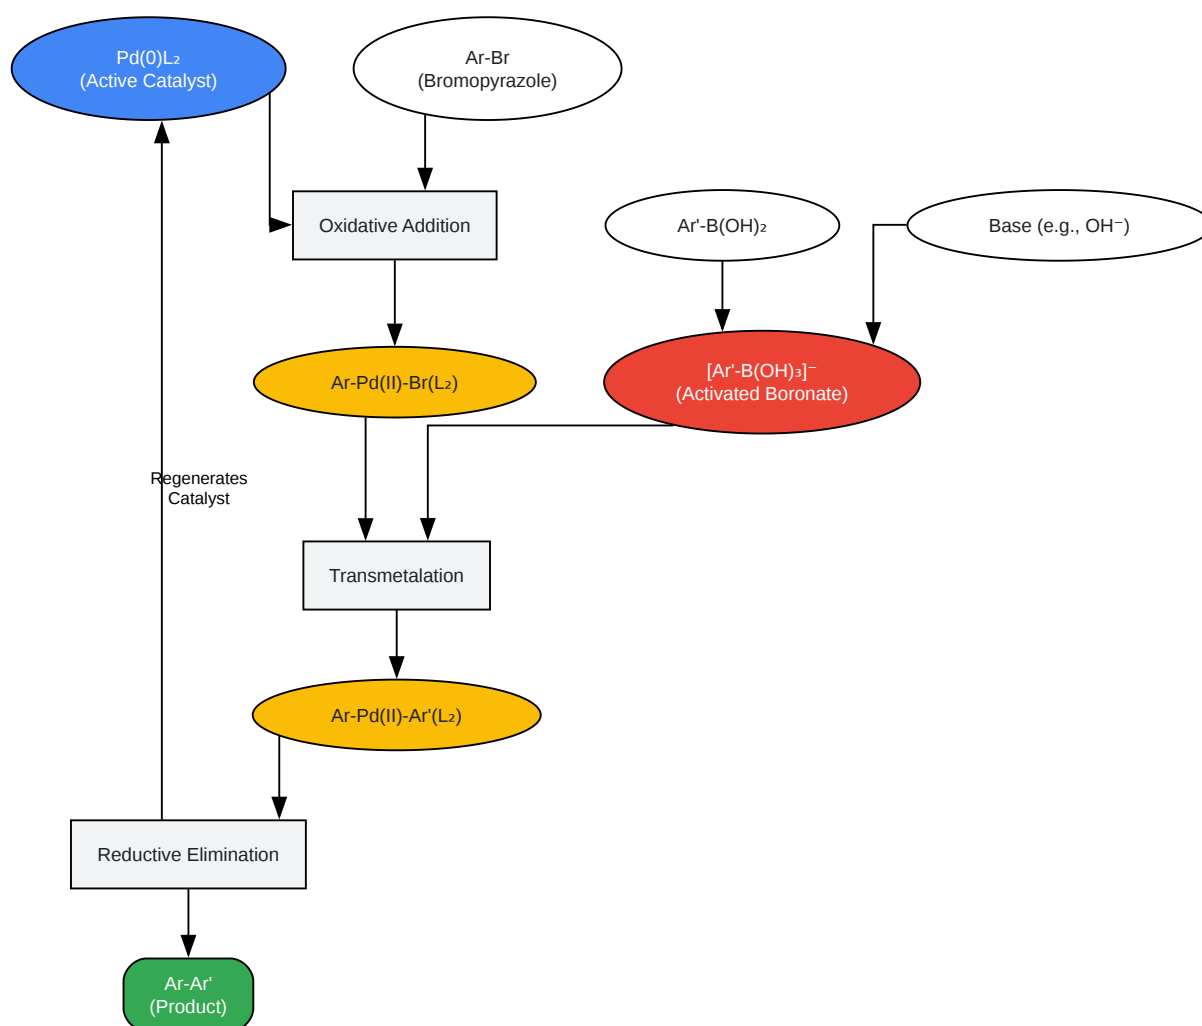 Pd(0)L₂
(Active Catalyst)
Ar-Br
(Bromopyrazole)
Oxidative Addition
Ar'-B(OH)₂
Base (e.g., OH⁻)
Ar-Pd(II)-Br(L₂)
[Ar'-B(OH)₃]⁻
(Activated Boronate)
Regenerates
Catalyst
Transmetalation
Ar-Pd(II)-Ar'(L₂)
Reductive Elimination
Ar-Ar'
(Product)